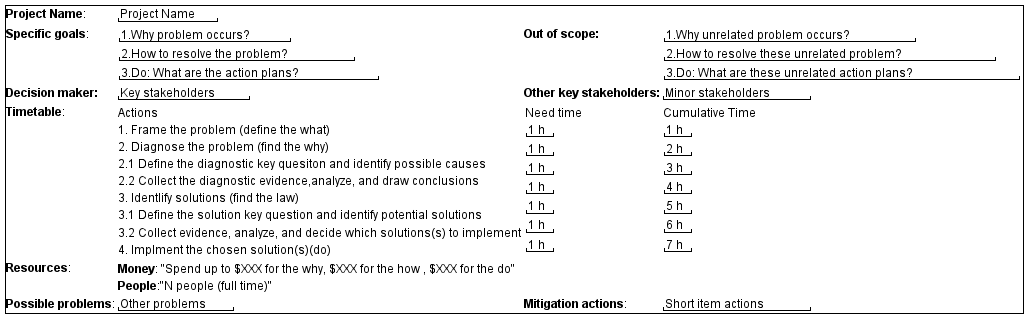 Project Name: Project Name
Specific goals: 1.Why problem occurs? Out of scope: 1.Why unrelated problem occurs?
2.How to resolve the problem? 2.How to resolve these unrelated problem?
3.Do: What are the action plans? 3.Do: What are these unrelated action plans?
Decision maker: Key stakeholders Other key stakeholders: Minor stakeholders
Timetable: Actions Need time Cumulative Time
1. Frame the problem (define the what) 1 h 1 h
2. Diagnose the problem (find the why) 1 h 2 h
2.1 Define the diagnostic key quesiton and identify possible causes 1 h 3 h
2.2 Collect the diagnostic evidence,analyze, and draw conclusions 1 h 4 h
3. Identlify solutions (find the law) 1 h 5 h
3.1 Define the solution key question and identify potential solutions 1 h 6 h
3.2 Collect evidence, analyze, and decide which solutions(s) to implement 1 h 7 h
4. Implment the chosen solution(s)(do)
Resources: Money: "Spend up to $XXX for the why, $XXX for the how , $XXX for the do"
People:"N people (full time)"
Possible problems: Other problems Mitigation actions: Short item actions